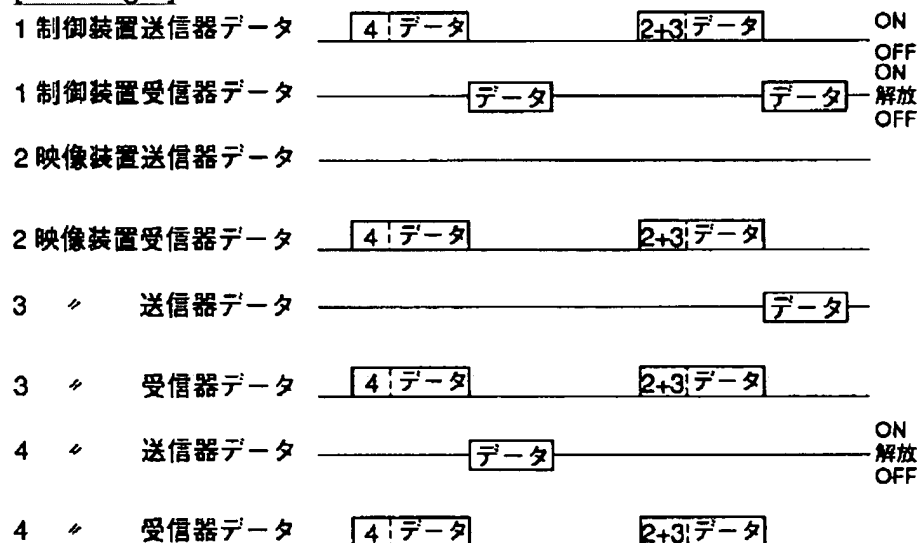 1 制御装置送信器データ 4 データ 2+3 データ ON
OFF
1 制御装置受信器データ データ データ ON
解放
OFF
2 映像装置送信器データ
2 映像装置受信器データ 4 データ 2+3 データ
3 〃 送信器データ データ
3 〃 受信器データ 4 データ 2+3 データ
4 〃 送信器データ データ ON
解放
OFF
4 〃 受信器データ 4 データ 2+3 データ